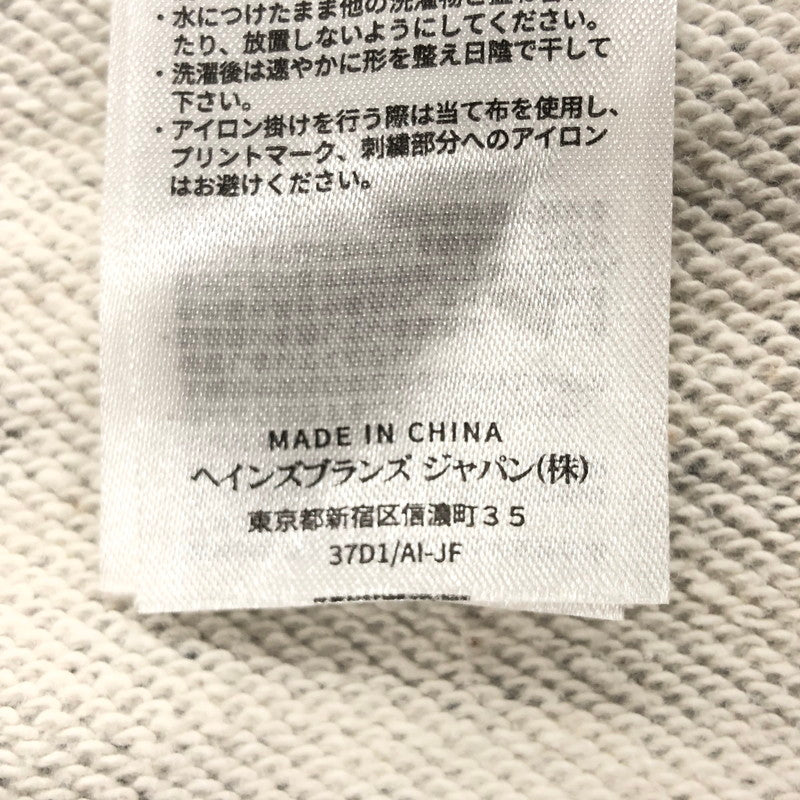 ・水につけたまま他の洗濯物と
たり、放置しないようにしてください。
・洗濯後は速やかに形を整え日陰で干して
下さい。
・アイロン掛けを行う際は当て布を使用し、
プリントマーク、刺繍部分へのアイロン
はお避けください。
MADE IN CHINA
ヘインズブランズ ジャパン(株)
東京都新宿区信濃町３５
37D1/AI-JF